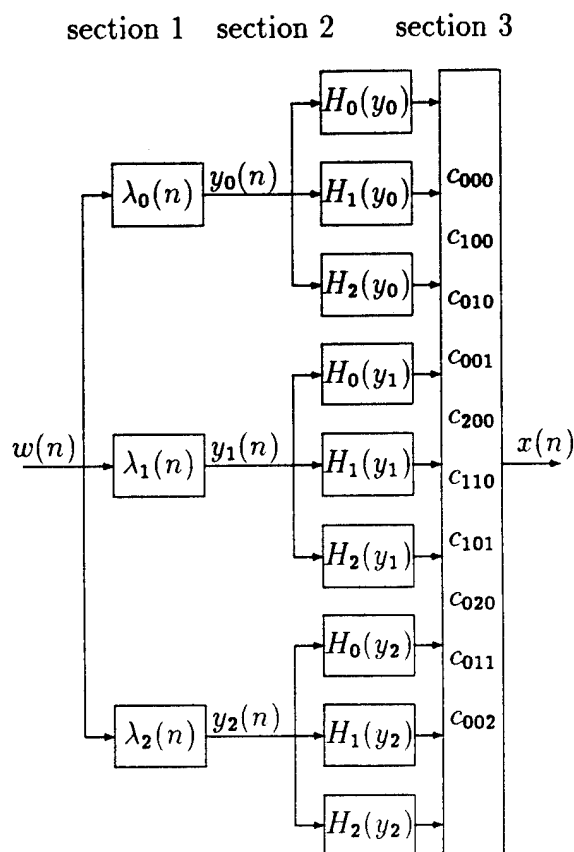 section 1 section 2 section 3
H₀(y₀)
λ₀(n) y₀(n) H₁(y₀) c₀₀₀
c₁₀₀
H₂(y₀) c₀₁₀
H₀(y₁) c₀₀₁
c₂₀₀
w(n) λ₁(n) y₁(n) H₁(y₁) c₁₁₀ x(n)
H₂(y₁) c₁₀₁
c₀₂₀
H₀(y₂) c₀₁₁
λ₂(n) y₂(n) H₁(y₂) c₀₀₂
H₂(y₂)